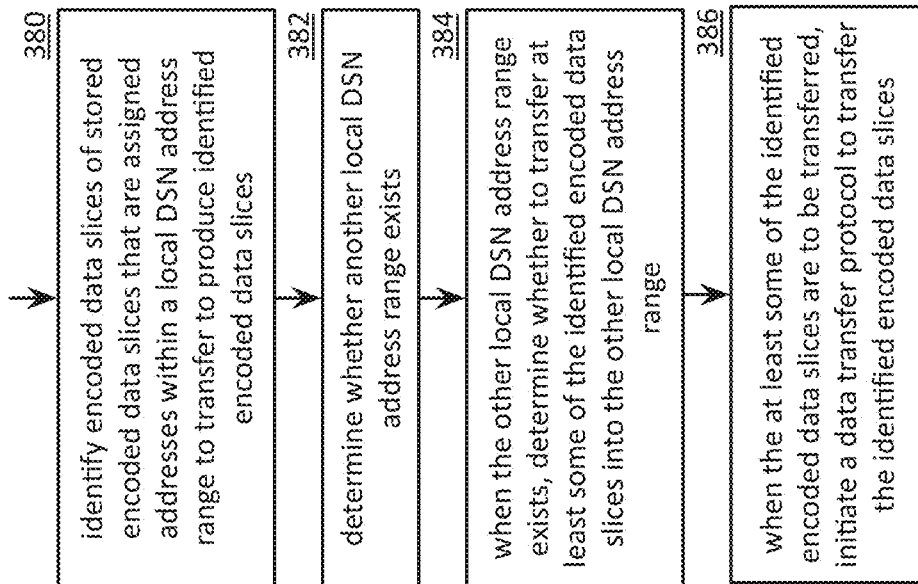 380
identify encoded data slices of stored
encoded data slices that are assigned
addresses within a local DSN address
range to transfer to produce identified
encoded data slices
382
determine whether another local DSN
address range exists
384
when the other local DSN address range
exists, determine whether to transfer at
least some of the identified encoded data
slices into the other local DSN address
range
386
when the at least some of the identified
encoded data slices are to be transferred,
initiate a data transfer protocol to transfer
the identified encoded data slices